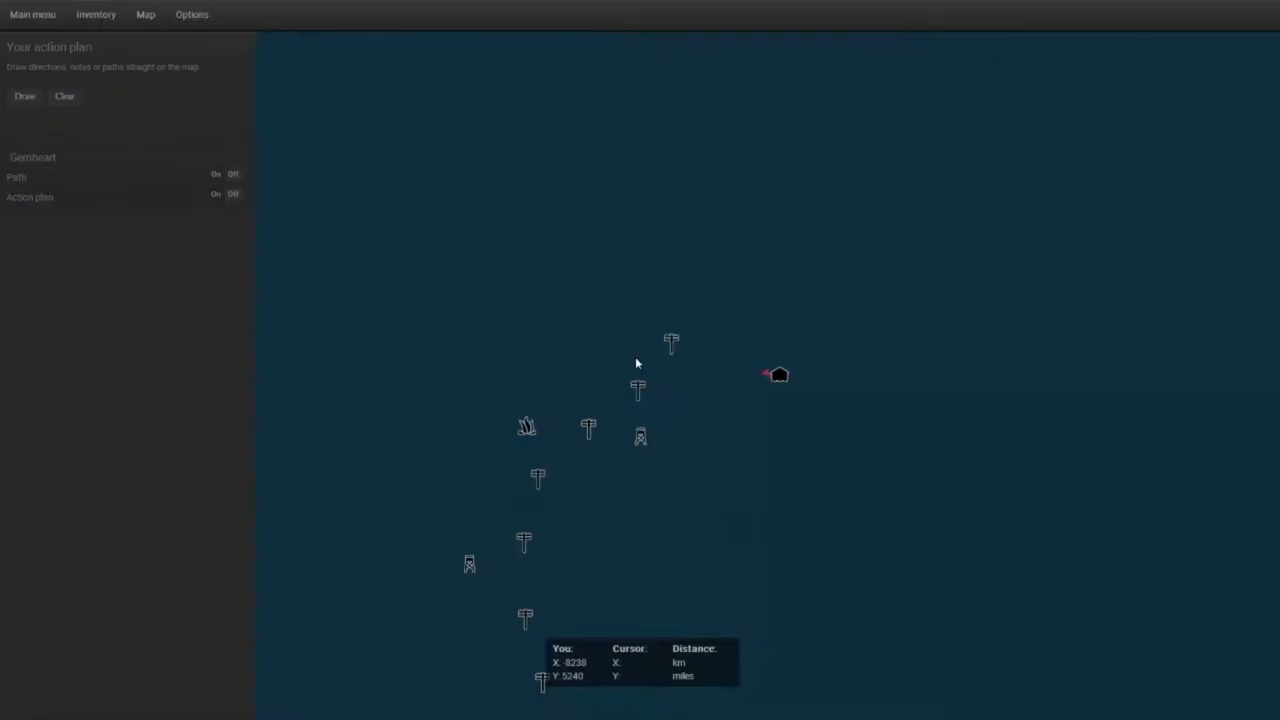 Main menu Inventory Map Options
Your action plan
Draw directions, notes or paths straight on the map
Draw Clear
Gernheart
Path On Off
Action plan On Off
You: Cursor: Distance:
X: -8238 X: km
Y: 5240 Y: miles